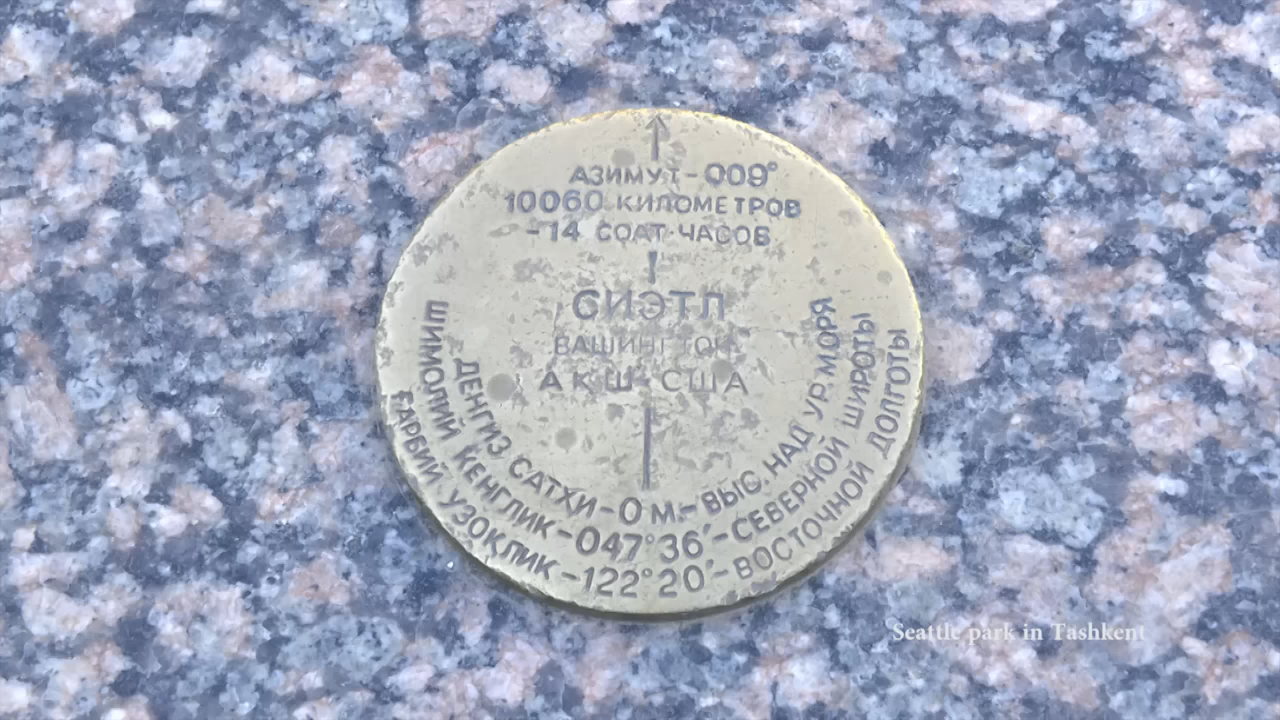 АЗИМУТ - 009°
10060 КИЛОМЕТРОВ
-14 СОАТ·ЧАСОВ
СИЭТЛ
ВАШИНГТОН
АКШ-США
ДЕНГИЗ САТҲИ - 0 М. - ВЫС. НАД УР. МОРЯ
ШИМОЛИЙ КЕНГЛИК - 047° 36' - СЕВЕРНОЙ ШИРОТЫ
ҒАРБИЙ УЗОҚЛИК - 122° 20' - ВОСТОЧНОЙ ДОЛГОТЫ
Seattle park in Tashkent